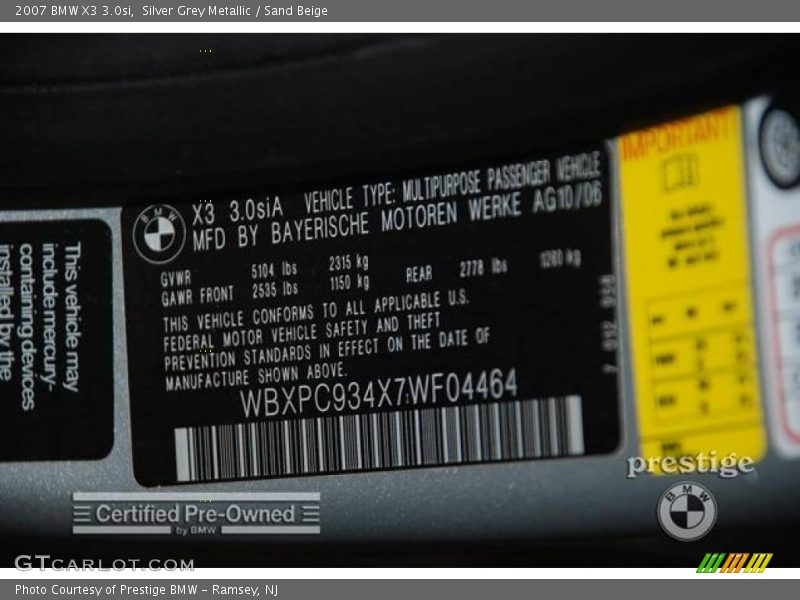 2007 BMW X3 3.0si, Silver Grey Metallic / Sand Beige
This vehicle may
include mercury-
containing devices
installed by the
BMW
X3 3.0siA VEHICLE TYPE: MULTIPURPOSE PASSENGER VEHICLE
MFD BY BAYERISCHE MOTOREN WERKE AG 10/06
GVWR 5104 lbs 2315 kg
GAWR FRONT 2535 lbs 1150 kg REAR 2778 lbs 1260 kg
THIS VEHICLE CONFORMS TO ALL APPLICABLE U.S.
FEDERAL MOTOR VEHICLE SAFETY AND THEFT
PREVENTION STANDARDS IN EFFECT ON THE DATE OF
MANUFACTURE SHOWN ABOVE.
WBXPC934X7WF04464
IMPORTANT!
prestige
BMW
Certified Pre-Owned
by BMW
GTCARLOT.COM
Photo Courtesy of Prestige BMW - Ramsey, NJ